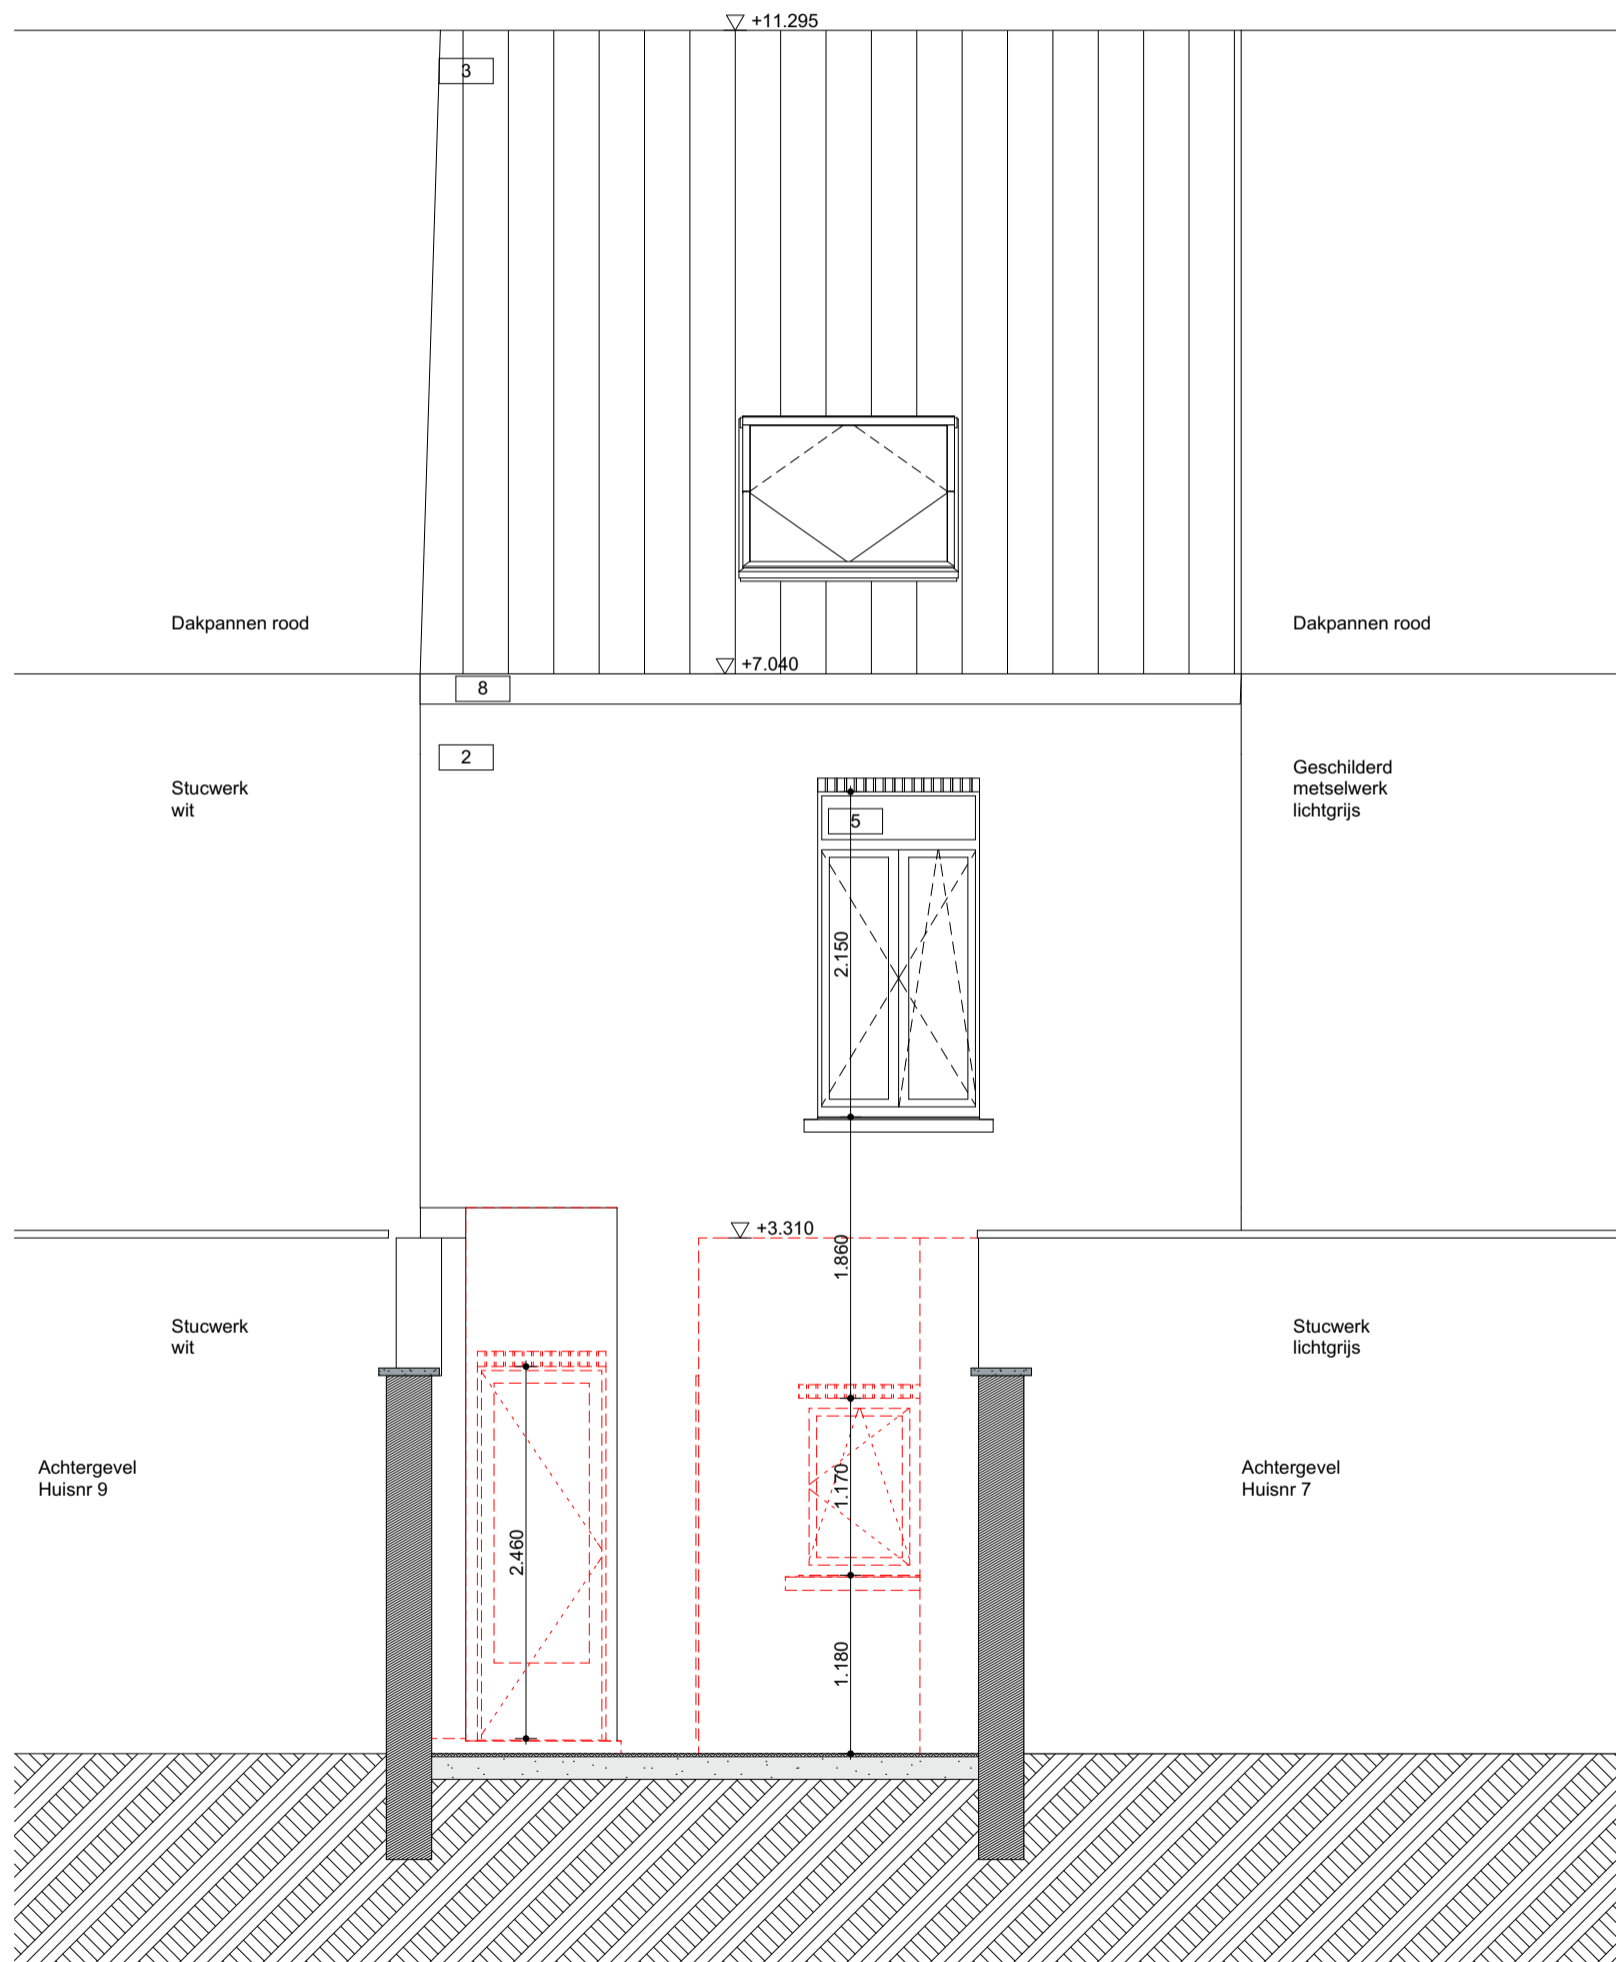 +11.295
3
Dakpannen rood
Dakpannen rood
+7.040
8
2
Stucwerk
wit
Geschilderd
metselwerk
lichtgrijs
5
2.150
+3.310
1.860
Stucwerk
wit
Stucwerk
lichtgrijs
Achtergevel
Huisnr 9
1.170
Achtergevel
Huisnr 7
2.460
1.180